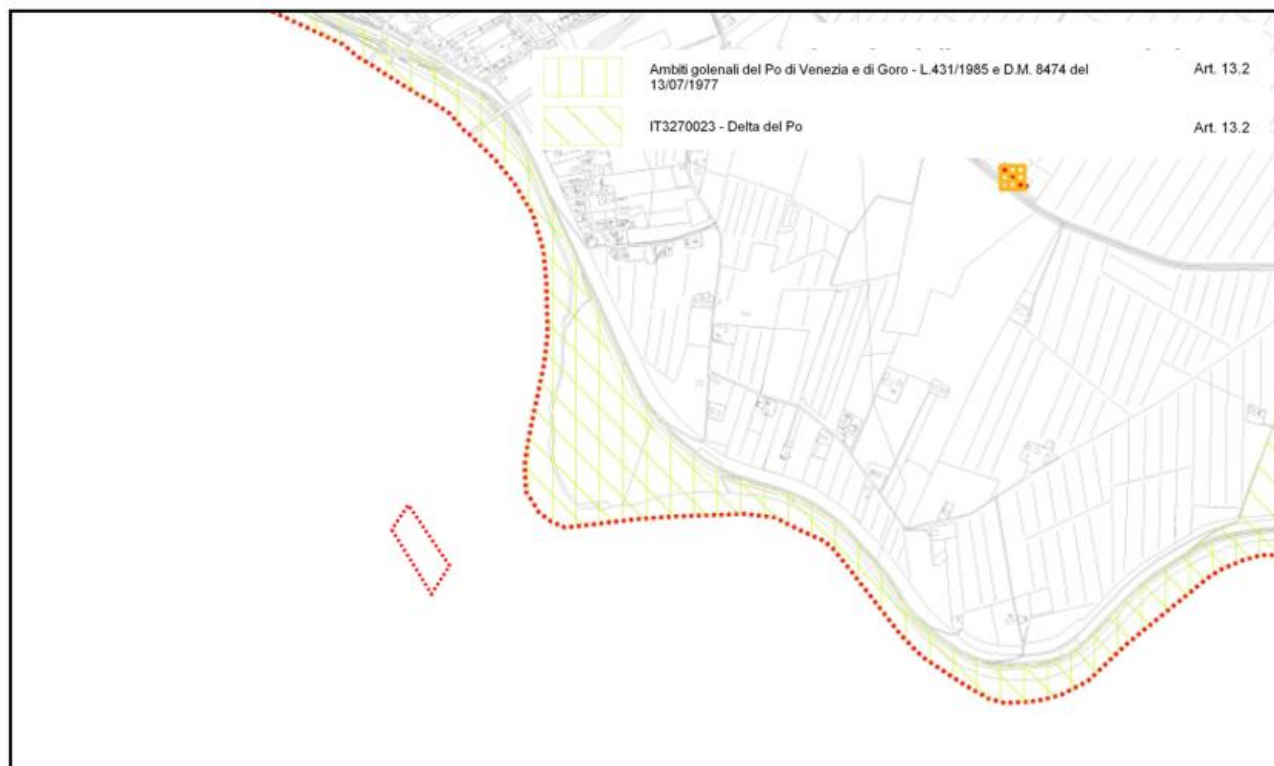 Ambiti golenali del Po di Venezia e di Goro - L.431/1985 e D.M. 8474 del
13/07/1977
Art. 13.2
IT3270023 - Delta del Po
Art. 13.2